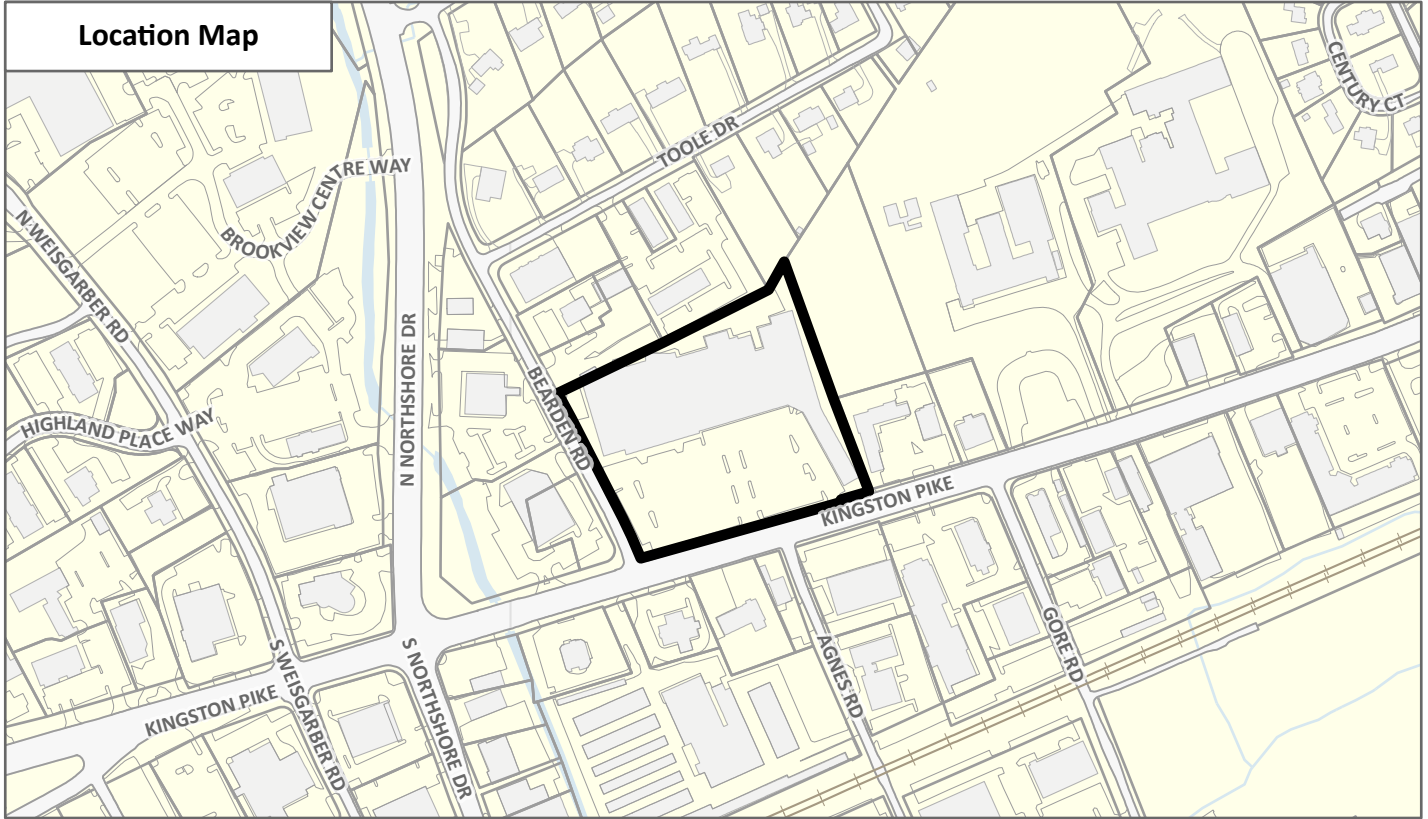 Location Map
CENTURY CT
TOOLE DR
BROOKVIEW CENTRE WAY
N WEISGARBER RD
N NORTHSHORE DR
BEARDEN RD
HIGHLAND PLACE WAY
KINGSTON PIKE
AGNES RD
GORE RD
S WEISGARBER RD
S NORTHSHORE DR
KINGSTON PIKE